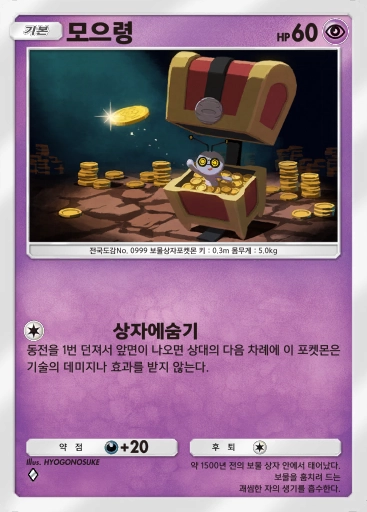 기본 모으령 HP 60
전국도감No. 0999 보물상자포켓몬 키 : 0.3m 몸무게 : 5.0kg
상자에숨기
동전을 1번 던져서 앞면이 나오면 상대의 다음 차례에 이 포켓몬은
기술의 데미지나 효과를 받지 않는다.
약 점 +20 후 퇴
Illus. HYOGONOSUKE
약 1500년 전의 보물 상자 안에서 태어났다.
보물을 훔치려 드는
괘씸한 자의 생기를 흡수한다.